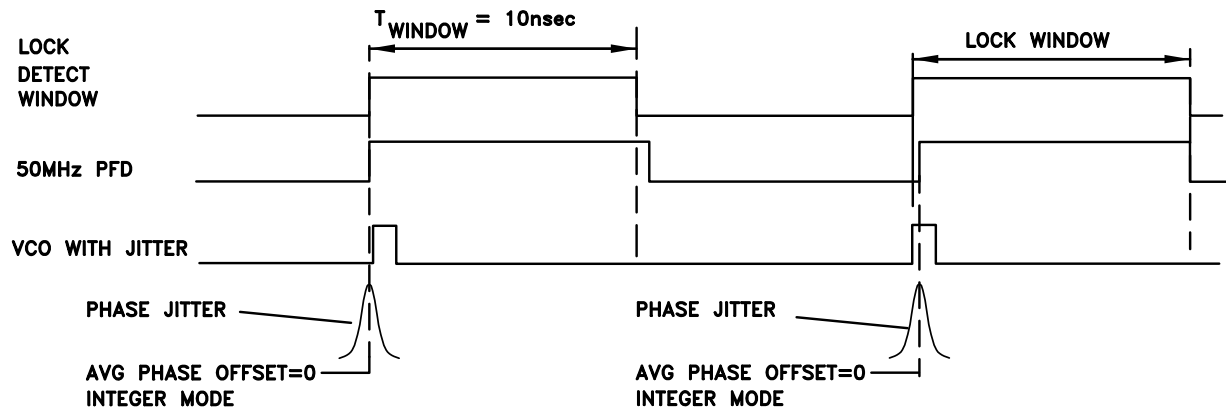 T WINDOW = 10nsec
LOCK
DETECT
WINDOW
LOCK WINDOW
50MHz PFD
VCO WITH JITTER
PHASE JITTER
PHASE JITTER
AVG PHASE OFFSET=0
INTEGER MODE
AVG PHASE OFFSET=0
INTEGER MODE